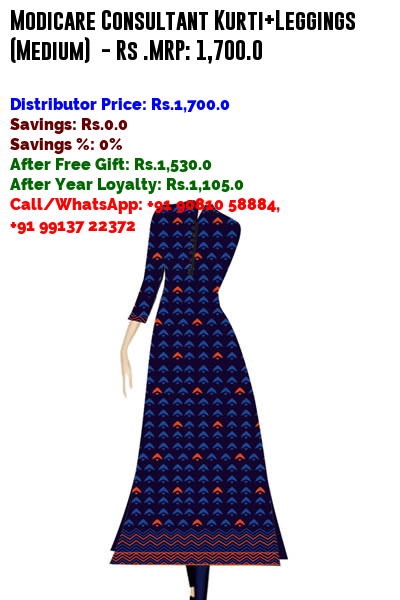 Modicare Consultant Kurti+Leggings
(Medium) - Rs .MRP: 1,700.0
Distributor Price: Rs.1,700.0
Savings: Rs.0.0
Savings %: 0%
After Free Gift: Rs.1,530.0
After Year Loyalty: Rs.1,105.0
Call/WhatsApp: +91 90810 58884,
+91 99137 22372